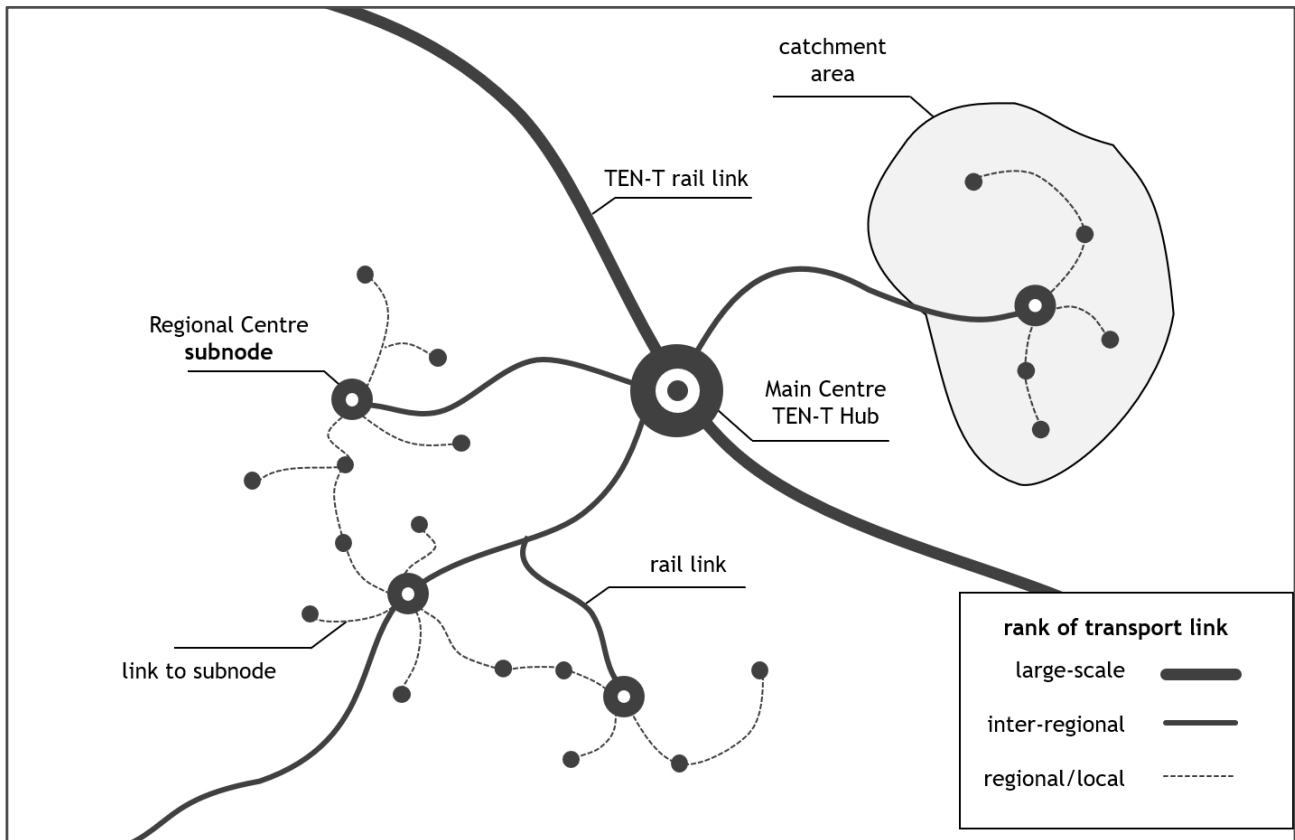 catchment
area
TEN-T rail link
Regional Centre
subnode
Main Centre
TEN-T Hub
rail link
link to subnode
rank of transport link
large-scale
inter-regional
regional/local